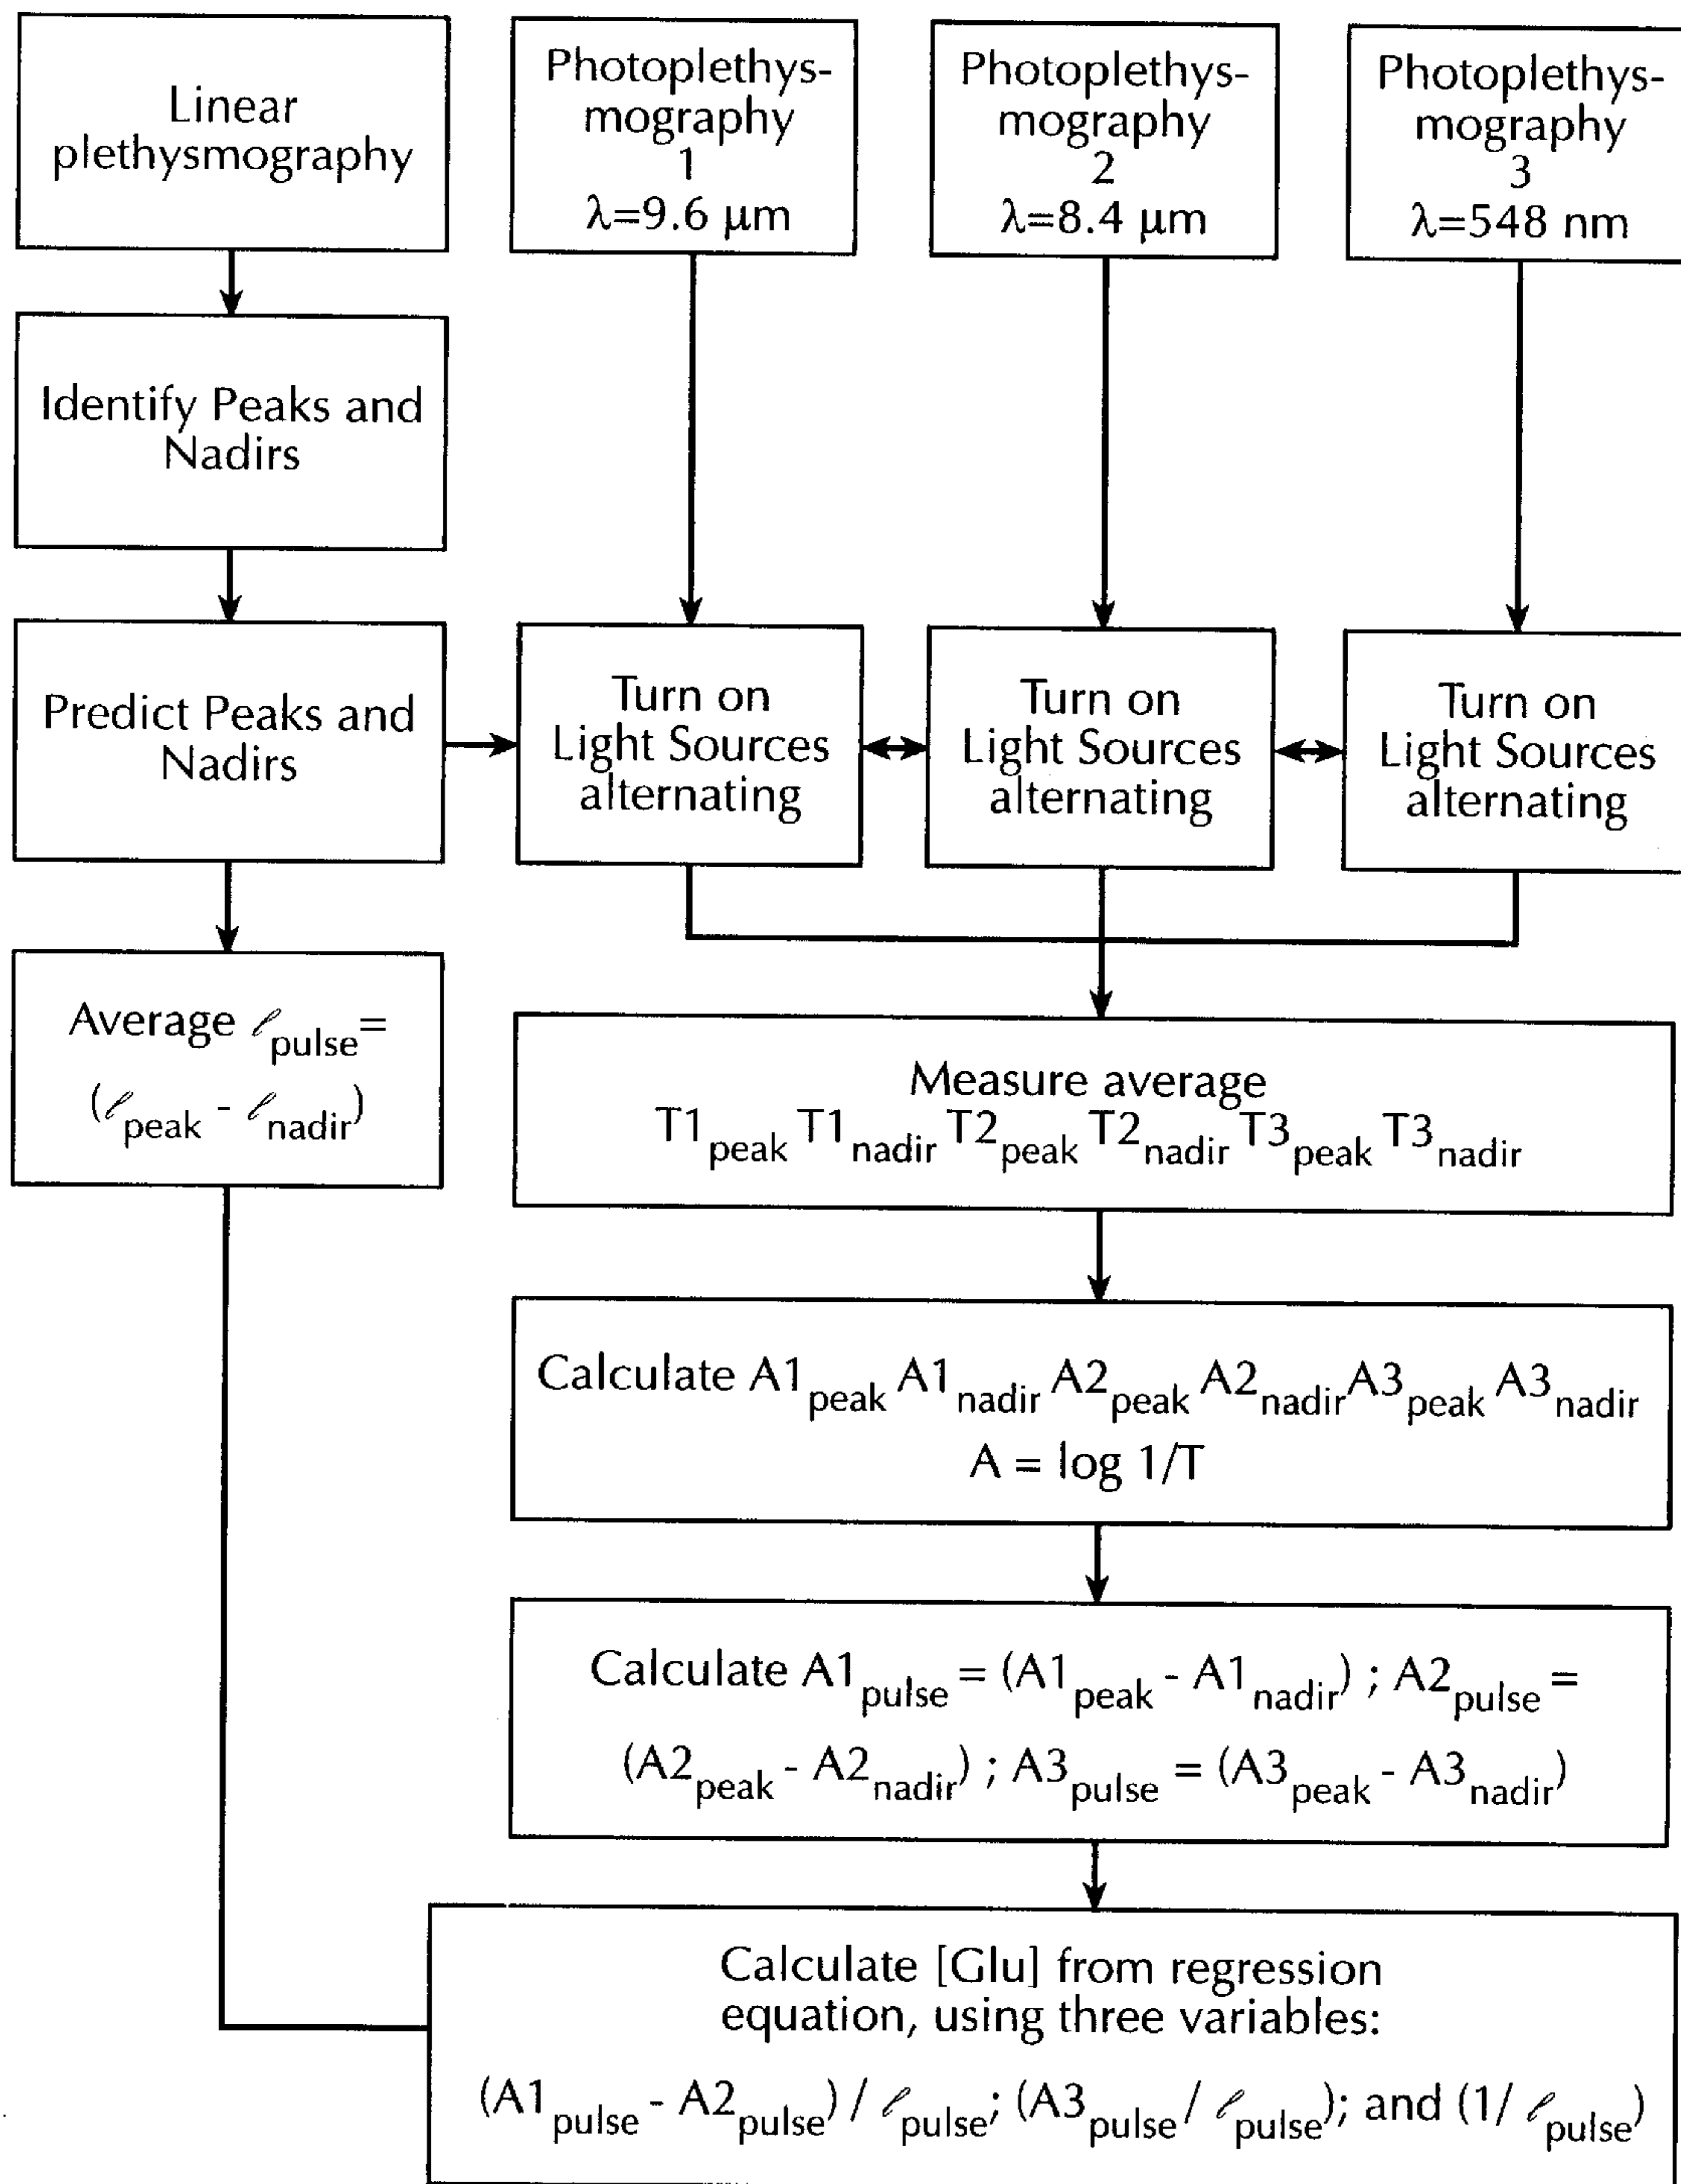 Linear
plethysmography
Photoplethys-
mography
1
λ=9.6 μm
Photoplethys-
mography
2
λ=8.4 μm
Photoplethys-
mography
3
λ=548 nm
Identify Peaks and
Nadirs
Predict Peaks and
Nadirs
Turn on
Light Sources
alternating
Turn on
Light Sources
alternating
Turn on
Light Sources
alternating
Average ℓpulse=
(ℓpeak - ℓnadir)
Measure average
T1peak T1nadir T2peak T2nadir T3peak T3nadir
Calculate A1peak A1nadir A2peak A2nadir A3peak A3nadir
A = log 1/T
Calculate A1pulse = (A1peak - A1nadir) ; A2pulse =
(A2peak - A2nadir) ; A3pulse = (A3peak - A3nadir)
Calculate [Glu] from regression
equation, using three variables:
(A1pulse - A2pulse) / ℓpulse; (A3pulse/ ℓpulse); and (1/ ℓpulse)